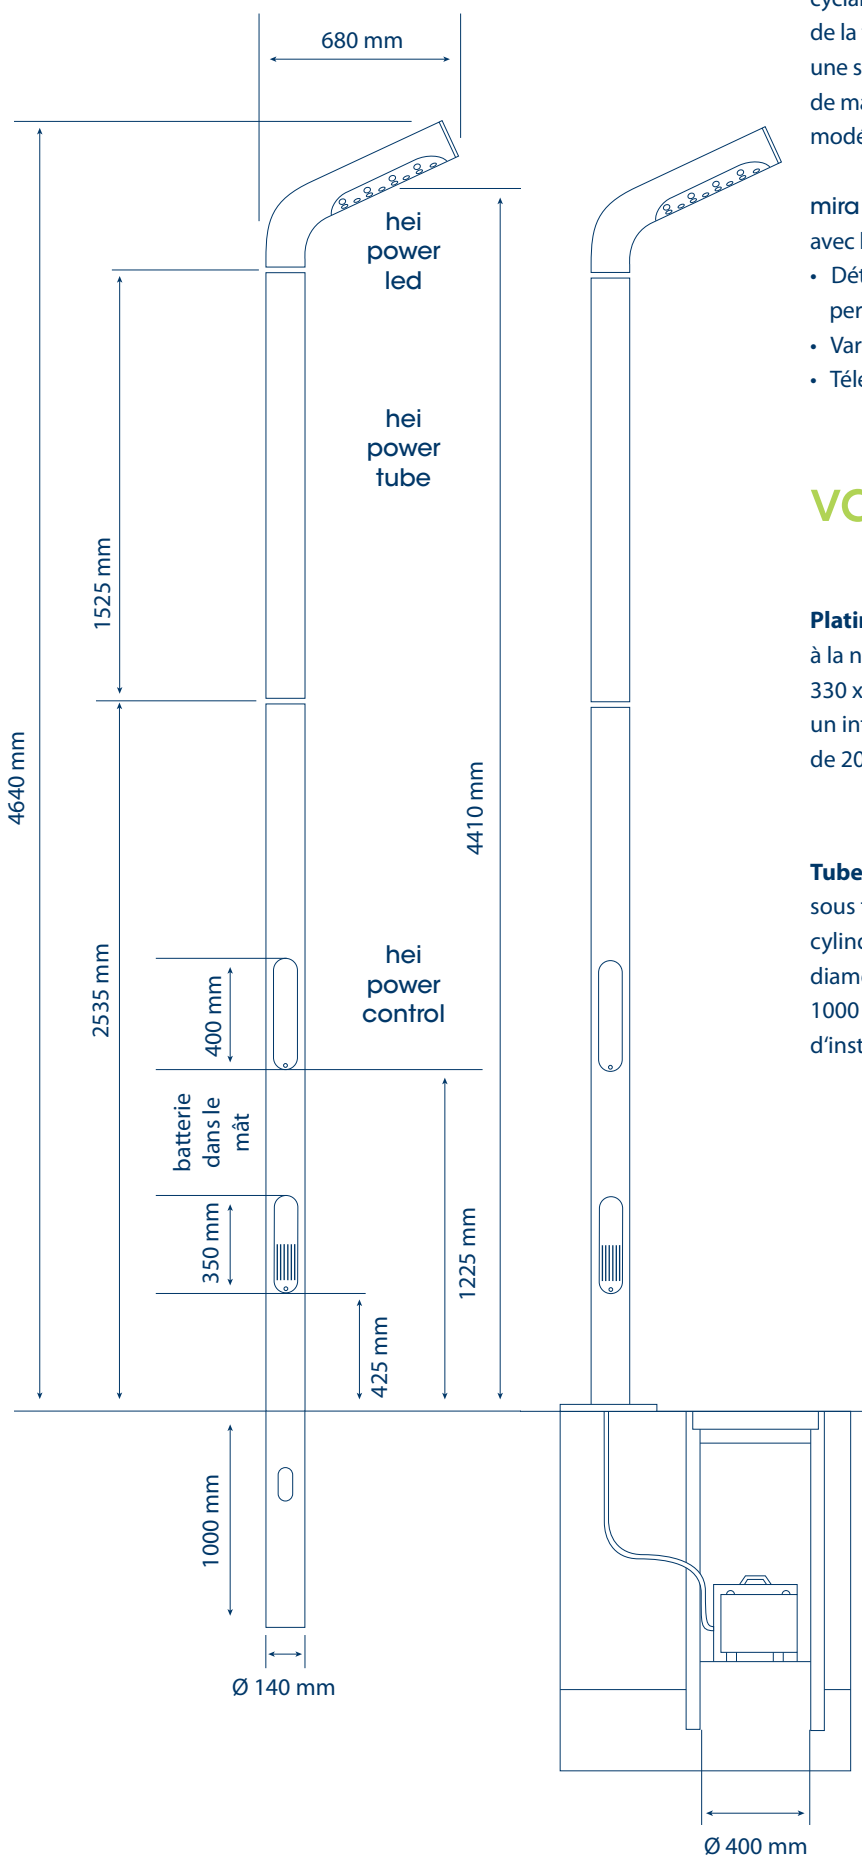 680 mm
hei
power
led
hei
power
tube
1525 mm
4640 mm
4410 mm
2535 mm
hei
power
control
400 mm
batterie
dans le
mât
350 mm
1225 mm
425 mm
1000 mm
Ø 140 mm
Ø 400 mm
de la
une s
de ma
modé
mira
avec l
• Dét
per
• Var
• Télé
vo
Platin
à la n
330 x
un int
de 20
Tube
sous
cylind
diamè
1000
d'inst